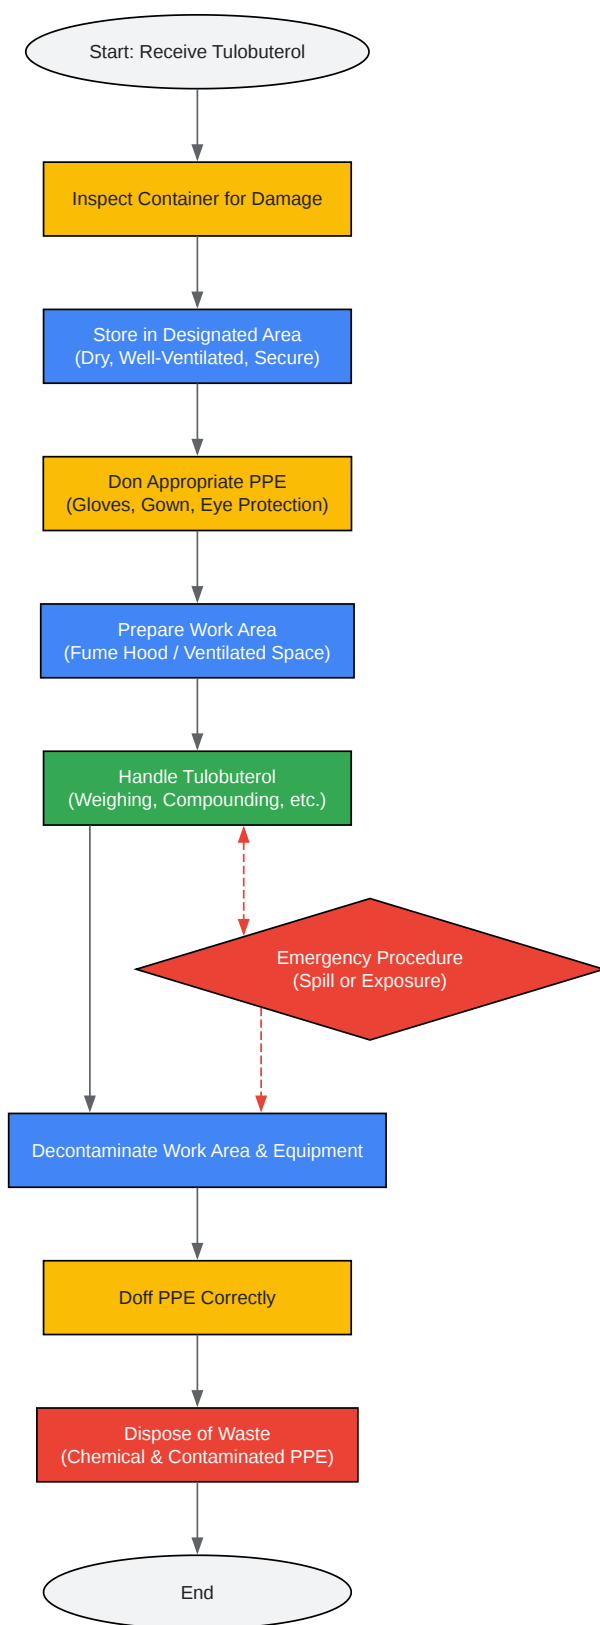 Start: Receive Tulobuterol
Inspect Container for Damage
Store in Designated Area
(Dry, Well-Ventilated, Secure)
Don Appropriate PPE
(Gloves, Gown, Eye Protection)
Prepare Work Area
(Fume Hood / Ventilated Space)
Handle Tulobuterol
(Weighing, Compounding, etc.)
Emergency Procedure
(Spill or Exposure)
Decontaminate Work Area & Equipment
Doff PPE Correctly
Dispose of Waste
(Chemical & Contaminated PPE)
End